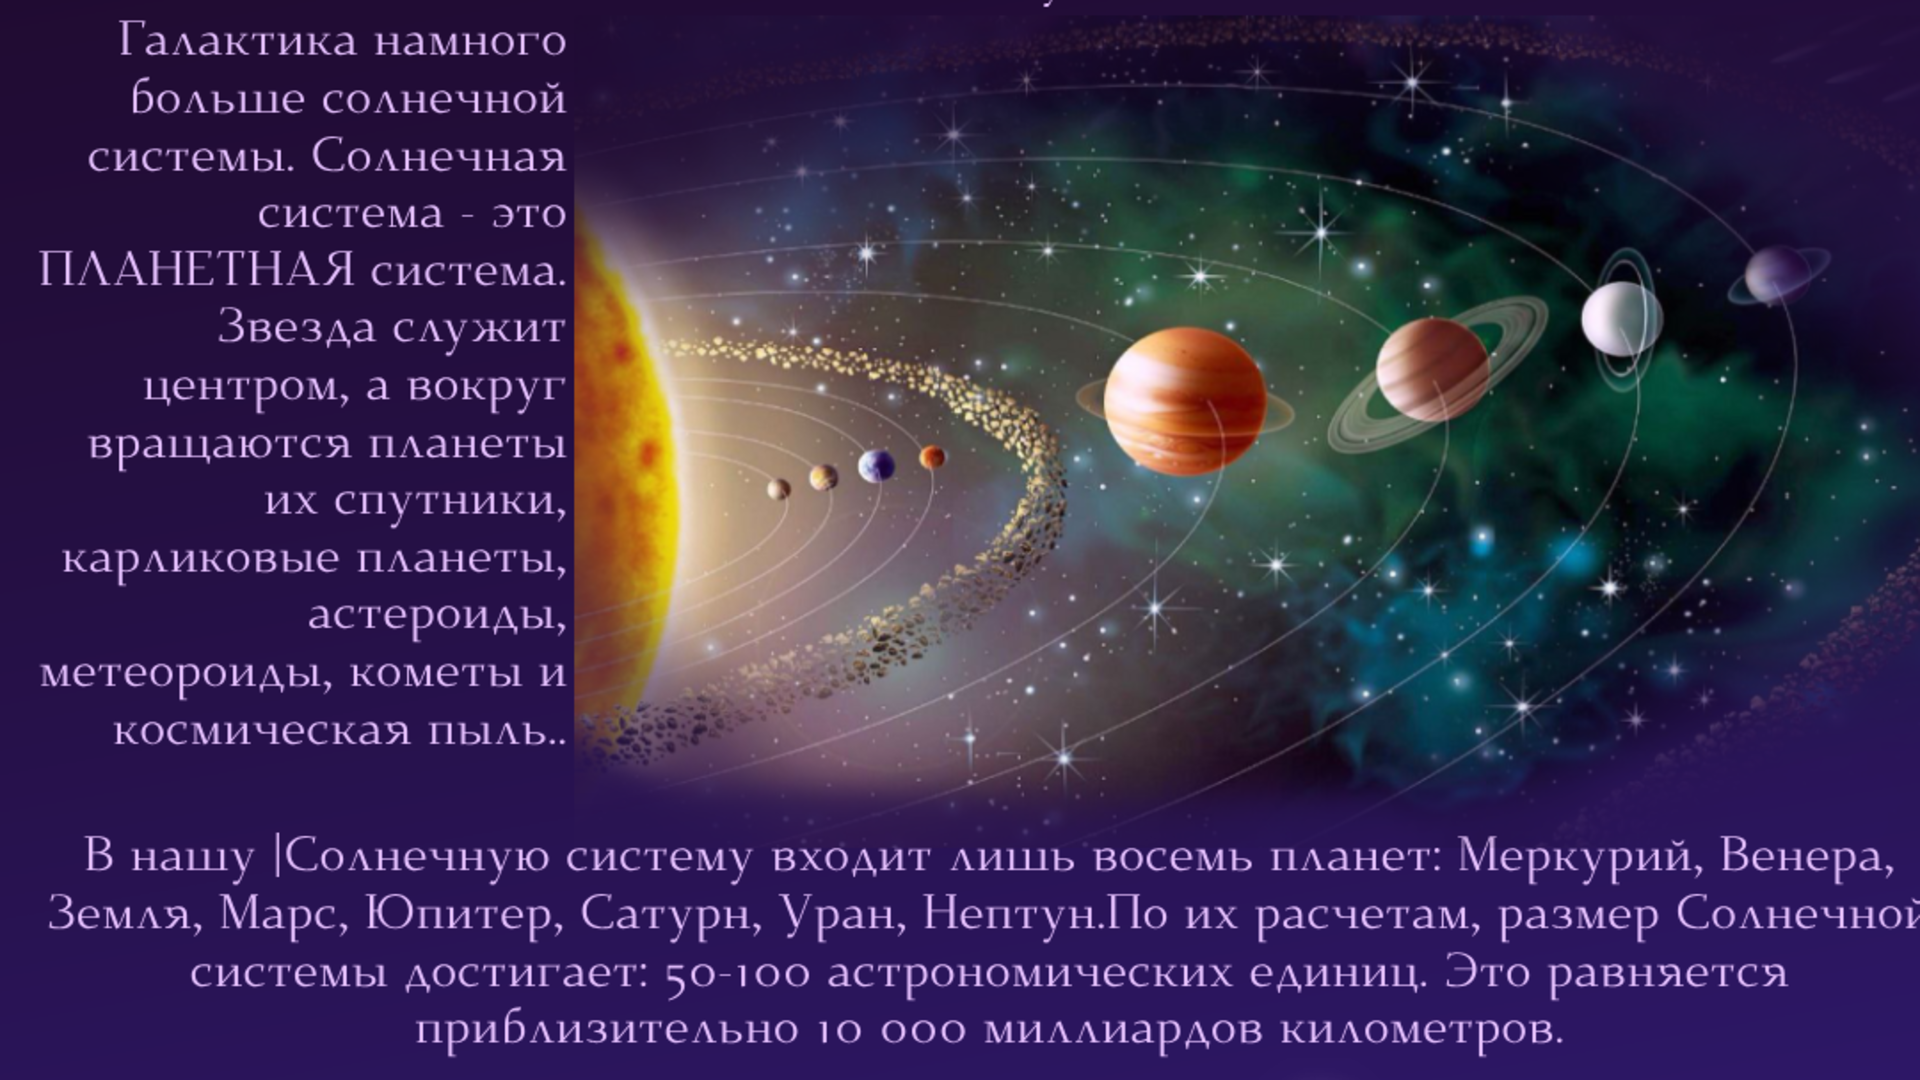 Галактика намного
больше солнечной
системы. Солнечная
система - это
ПЛАНЕТНАЯ система.
Звезда служит
центром, а вокруг
вращаются планеты
их спутники,
карликовые планеты,
астероиды,
метеороиды, кометы и
космическая пыль..
В нашу |Солнечную систему входит лишь восемь планет: Меркурий, Венера,
Земля, Марс, Юпитер, Сатурн, Уран, Нептун.По их расчетам, размер Солнечной
системы достигает: 50-100 астрономических единиц. Это равняется
приблизительно 10 000 миллиардов километров.